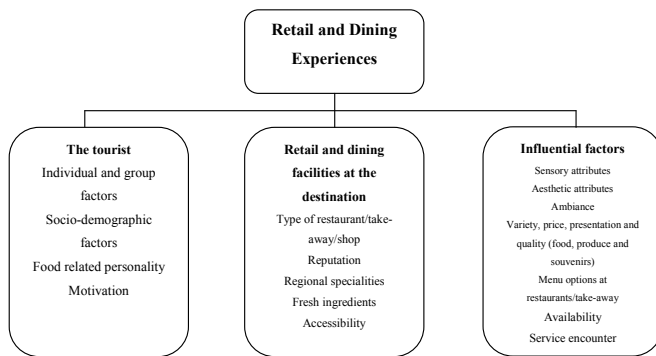 Retail and Dining
Experiences
The tourist
Individual and group
factors
Socio-demographic
factors
Food related personality
Motivation
Retail and dining
facilities at the
destination
Type of restaurant/take-
away/shop
Reputation
Regional specialities
Fresh ingredients
Accessibility
Influential factors
Sensory attributes
Aesthetic attributes
Ambiance
Variety, price, presentation and
quality (food, produce and
souvenirs)
Menu options at
restaurants/take-away
Availability
Service encounter